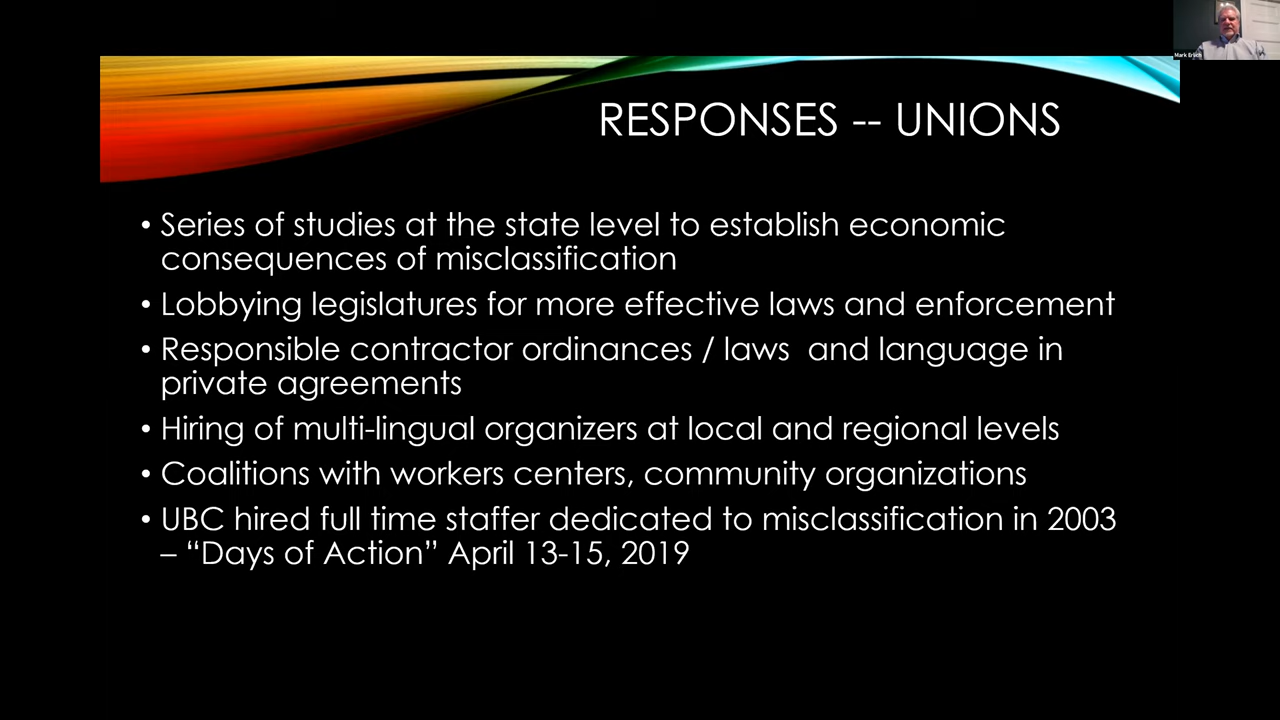 Mark Erlich
RESPONSES -- UNIONS
• Series of studies at the state level to establish economic
consequences of misclassification
• Lobbying legislatures for more effective laws and enforcement
• Responsible contractor ordinances / laws and language in
private agreements
• Hiring of multi-lingual organizers at local and regional levels
• Coalitions with workers centers, community organizations
• UBC hired full time staffer dedicated to misclassification in 2003
– “Days of Action” April 13-15, 2019